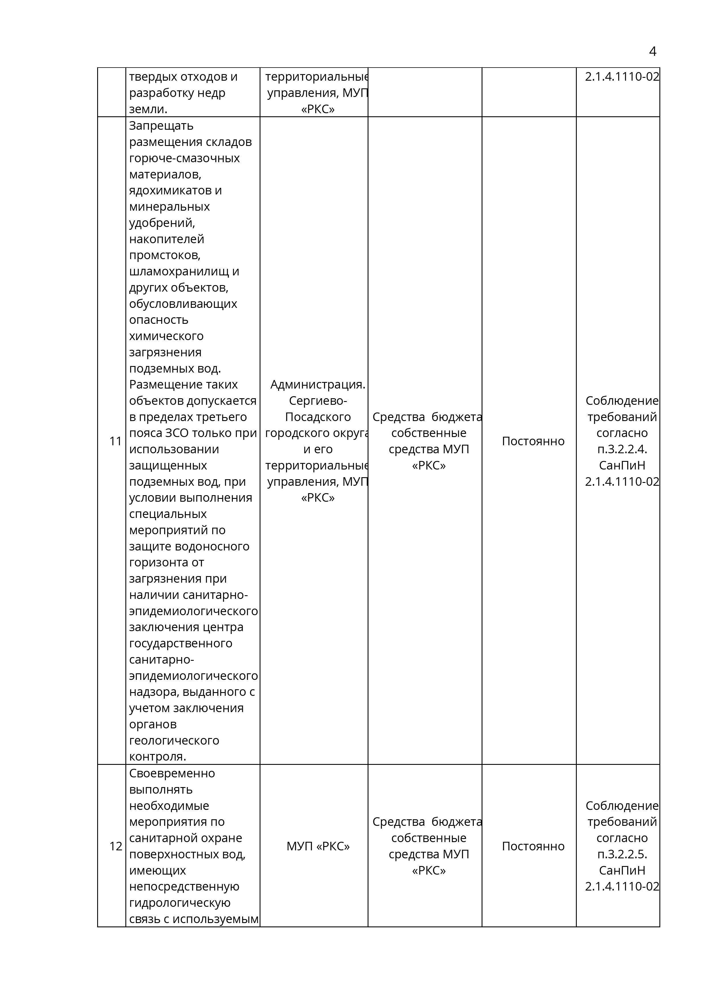 4
твердых отходов и
разработку недр
земли.
территориальные
управления, МУП
«РКС»
2.1.4.1110-02
11
Запрещать
размещения складов
горюче-смазочных
материалов,
ядохимикатов и
минеральных
удобрений,
накопителей
промстоков,
шламохранилищ и
других объектов,
обусловливающих
опасность
химического
загрязнения
подземных вод.
Размещение таких
объектов допускается
в пределах третьего
пояса ЗСО только при
использовании
защищенных
подземных вод, при
условии выполнения
специальных
мероприятий по
защите водоносного
горизонта от
загрязнения при
наличии санитарно-
эпидемиологического
заключения центра
государственного
санитарно-
эпидемиологического
надзора, выданного с
учетом заключения
органов
геологического
контроля.
Администрация.
Сергиево-
Посадского
городского округа
и его
территориальные
управления, МУП
«РКС»
Средства  бюджета
собственные
средства МУП
«РКС»
Постоянно
Соблюдение
требований
согласно
п.3.2.2.4.
СанПиН
2.1.4.1110-02
12
Своевременно
выполнять
необходимые
мероприятия по
санитарной охране
поверхностных вод,
имеющих
непосредственную
гидрологическую
связь с используемым
МУП «РКС»
Средства  бюджета
собственные
средства МУП
«РКС»
Постоянно
Соблюдение
требований
согласно
п.3.2.2.5.
СанПиН
2.1.4.1110-02